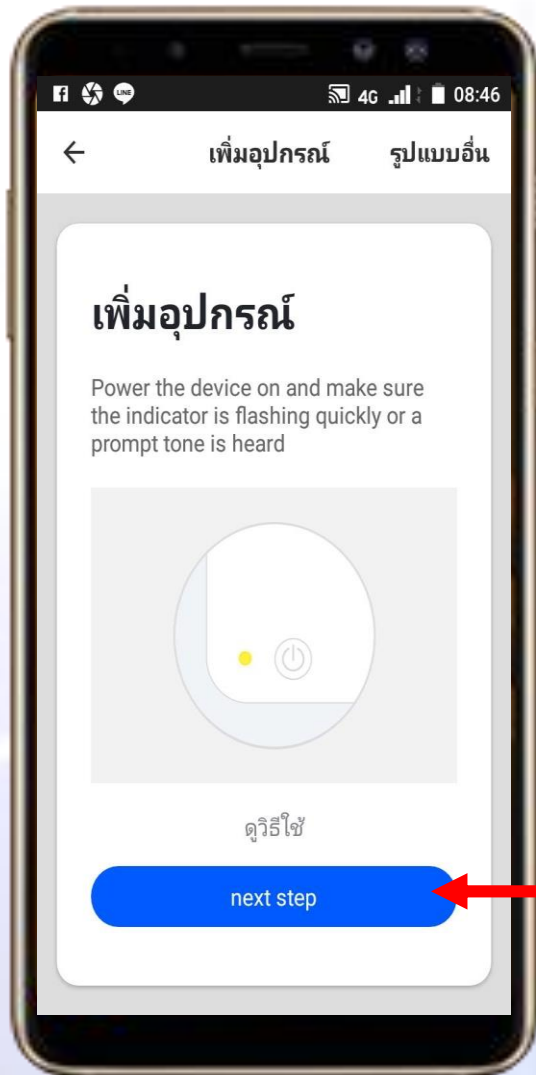 LINE 4G 08:46
เพิ่มอุปกรณ์ รูปแบบอื่น
เพิ่มอุปกรณ์
Power the device on and make sure
the indicator is flashing quickly or a
prompt tone is heard
ดูวิธีใช้
next step